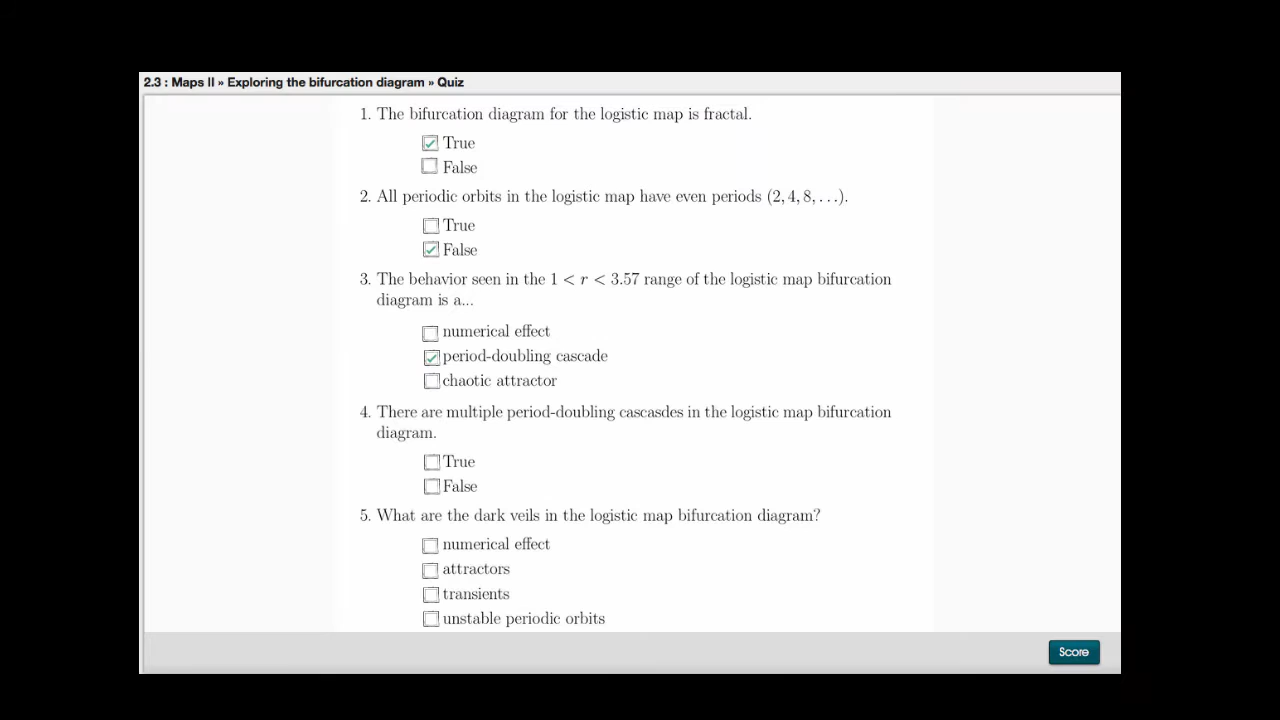 2.3 : Maps II » Exploring the bifurcation diagram » Quiz
1. The bifurcation diagram for the logistic map is fractal.
True
False
2. All periodic orbits in the logistic map have even periods (2, 4, 8, . . .).
True
False
3. The behavior seen in the 1 < r < 3.57 range of the logistic map bifurcation
diagram is a...
numerical effect
period-doubling cascade
chaotic attractor
4. There are multiple period-doubling cascasdes in the logistic map bifurcation
diagram.
True
False
5. What are the dark veils in the logistic map bifurcation diagram?
numerical effect
attractors
transients
unstable periodic orbits
Score